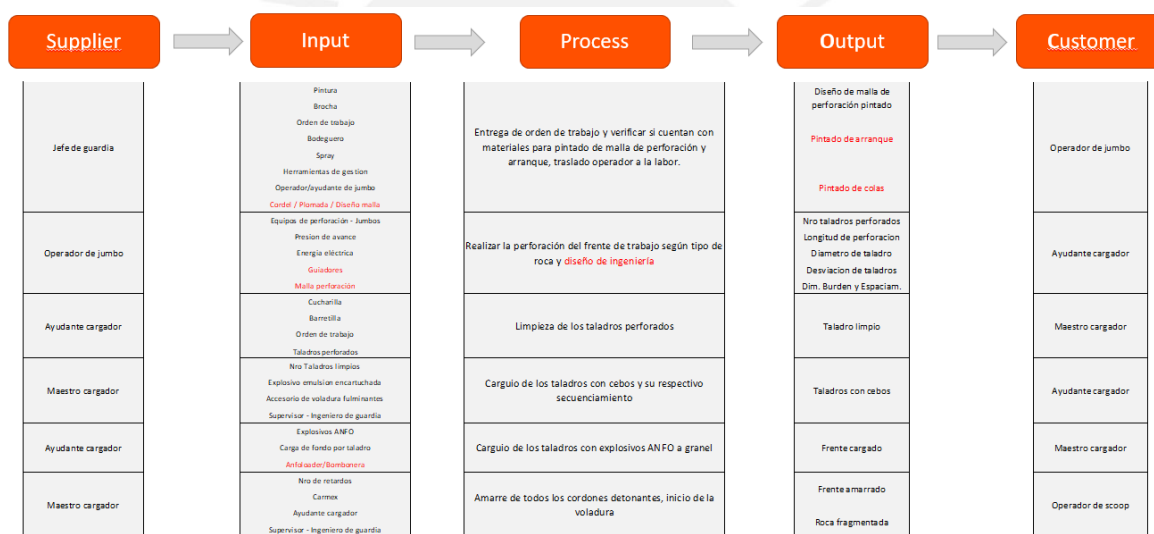 Supplier
Input
Process
Output
Customer
Jefe de guardia
Pintura
Brocha
Orden de trabajo
Bodeguero
Spray
Herramientas de gestion
Operador/ayudante de jumbo
Cordel / Plomada / Diseño malla
Entrega de orden de trabajo y verificar si cuentan con
materiales para pintado de malla de perforación y
arranque, traslado operador a la labor.
Diseño de malla de
perforación pintado
Pintado de arranque
Pintado de colas
Operador de jumbo
Operador de jumbo
Equipos de perforación - Jumbos
Presion de avance
Energía eléctrica
Guiadores
Malla perforación
Realizar la perforación del frente de trabajo según tipo de
roca y diseño de ingeniería
Nro taladros perforados
Longitud de perforacion
Diametro de taladro
Desviacion de taladros
Dim. Burden y Espaciam.
Ayudante cargador
Ayudante cargador
Cucharilla
Barretilla
Orden de trabajo
Taladros perforados
Limpieza de los taladros perforados
Taladro limpio
Maestro cargador
Maestro cargador
Nro Taladros limpios
Explosivo emulsion encartuchada
Accesorio de voladura fulminantes
Supervisor - Ingeniero de guardia
Carguio de los taladros con cebos y su respectivo
secuenciamiento
Taladros con cebos
Ayudante cargador
Ayudante cargador
Explosivos ANFO
Carga de fondo por taladro
Anfoloader/Bombonera
Carguio de los taladros con explosivos ANFO a granel
Frente cargado
Maestro cargador
Maestro cargador
Nro de retardos
Carmex
Ayudante cargador
Supervisor - Ingeniero de guardia
Amarre de todos los cordones detonantes, inicio de la
voladura
Frente amarrado
Roca fragmentada
Operador de scoop